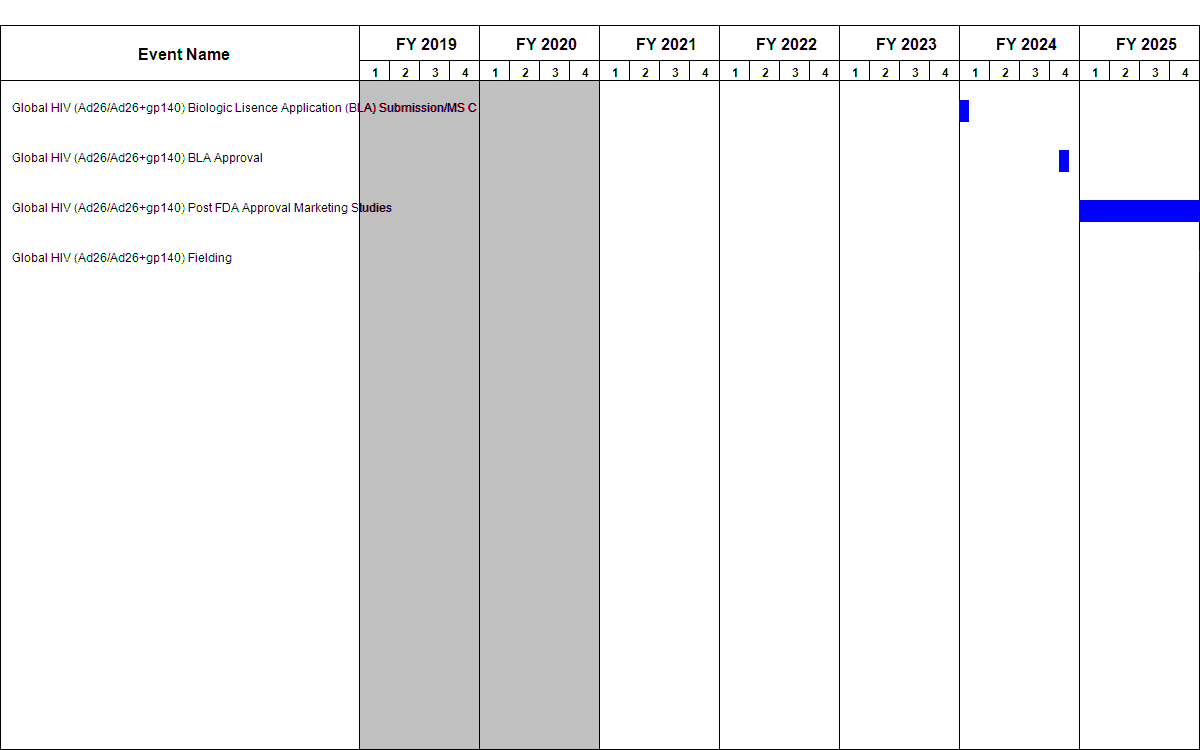 FY 2019 FY 2020 FY 2021 FY 2022 FY 2023 FY 2024 FY 2025
Event Name
1 2 3 4 1 2 3 4 1 2 3 4 1 2 3 4 1 2 3 4 1 2 3 4 1 2 3 4
Global HIV (Ad26/Ad26+gp140) Biologic Lisence Application (BLA) Submission/MS C
Global HIV (Ad26/Ad26+gp140) BLA Approval
Global HIV (Ad26/Ad26+gp140) Post FDA Approval Marketing Studies
Global HIV (Ad26/Ad26+gp140) Fielding